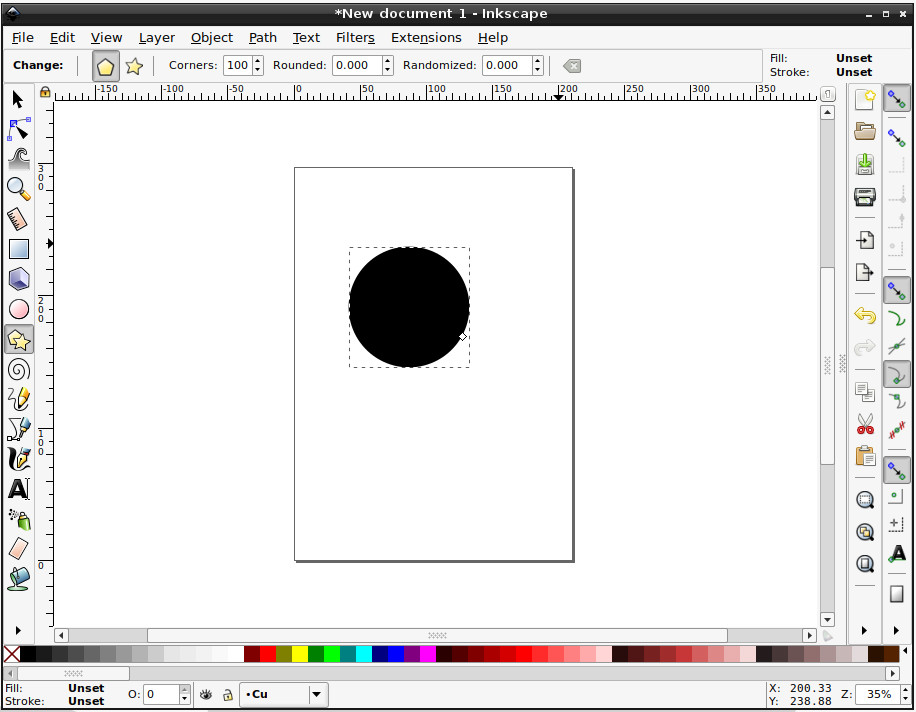 *New document 1 - Inkscape
File Edit View Layer Object Path Text Filters Extensions Help
Change: Corners: 100 Rounded: 0.000 Randomized: 0.000 Fill: Unset
Stroke: Unset
-150 -100 -50 0 50 100 150 200 250 300 350
300
200
100
0
Fill: Unset
Stroke: Unset
O: 0
•Cu
X: 200.33
Y: 238.88
Z: 35%